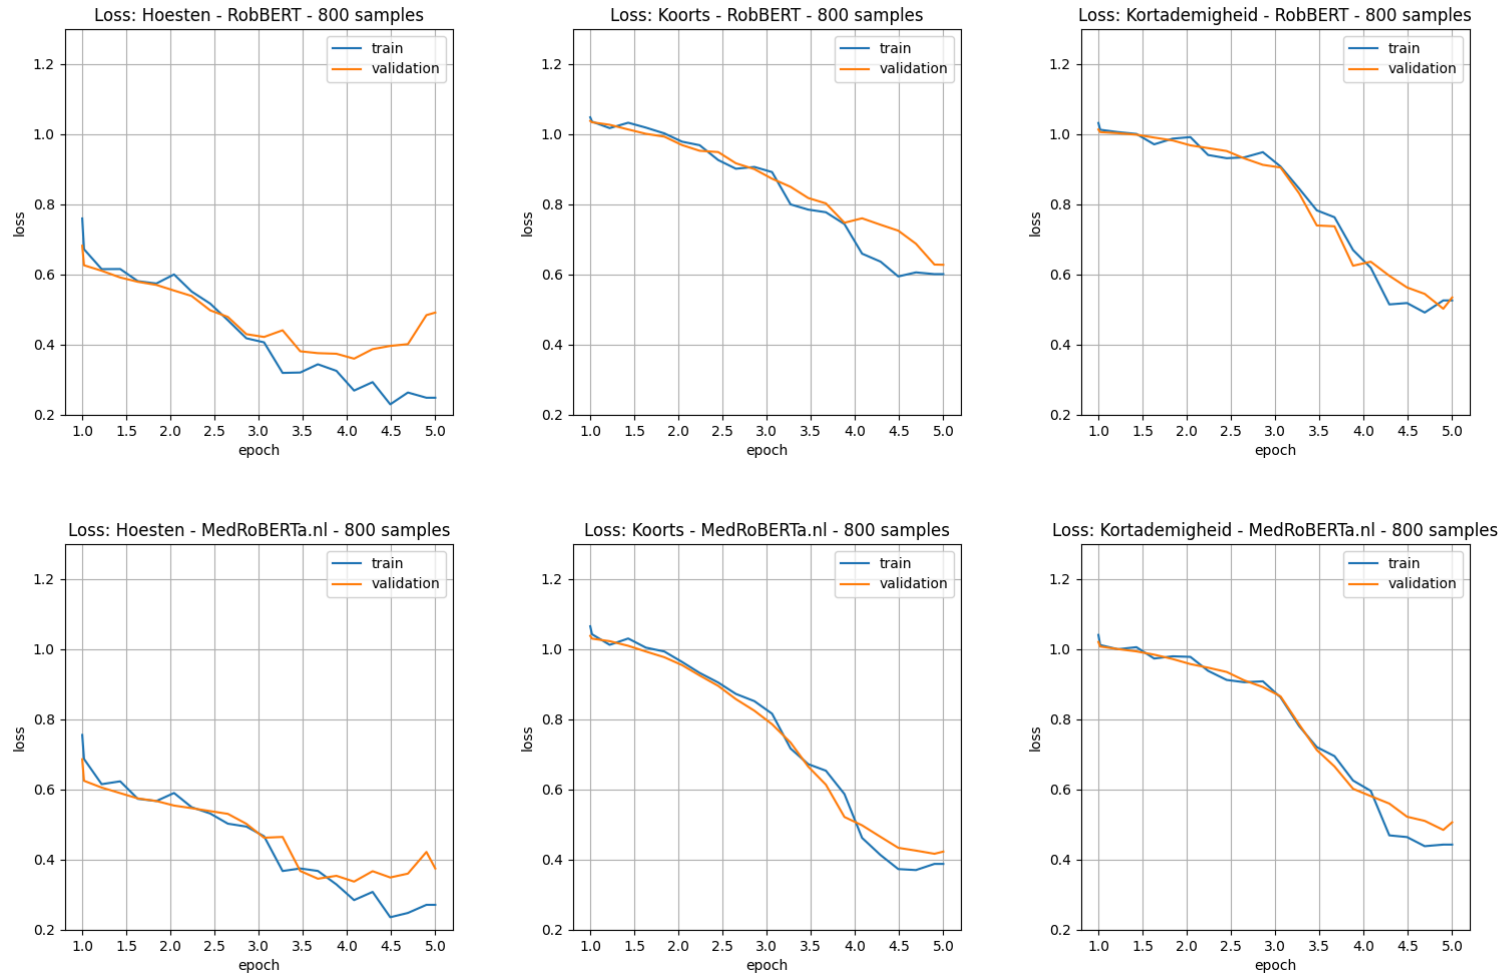 Loss: Hoesten - RobBERT - 800 samples
train
validation
1.2
1.0
0.8
0.6
0.4
0.2
loss
1.0 1.5 2.0 2.5 3.0 3.5 4.0 4.5 5.0
epoch
Loss: Koorts - RobBERT - 800 samples
train
validation
1.2
1.0
0.8
0.6
0.4
0.2
loss
1.0 1.5 2.0 2.5 3.0 3.5 4.0 4.5 5.0
epoch
Loss: Kortademigheid - RobBERT - 800 samples
train
validation
1.2
1.0
0.8
0.6
0.4
0.2
loss
1.0 1.5 2.0 2.5 3.0 3.5 4.0 4.5 5.0
epoch
Loss: Hoesten - MedRoBERTa.nl - 800 samples
train
validation
1.2
1.0
0.8
0.6
0.4
0.2
loss
1.0 1.5 2.0 2.5 3.0 3.5 4.0 4.5 5.0
epoch
Loss: Koorts - MedRoBERTa.nl - 800 samples
train
validation
1.2
1.0
0.8
0.6
0.4
0.2
loss
1.0 1.5 2.0 2.5 3.0 3.5 4.0 4.5 5.0
epoch
Loss: Kortademigheid - MedRoBERTa.nl - 800 samples
train
validation
1.2
1.0
0.8
0.6
0.4
0.2
loss
1.0 1.5 2.0 2.5 3.0 3.5 4.0 4.5 5.0
epoch